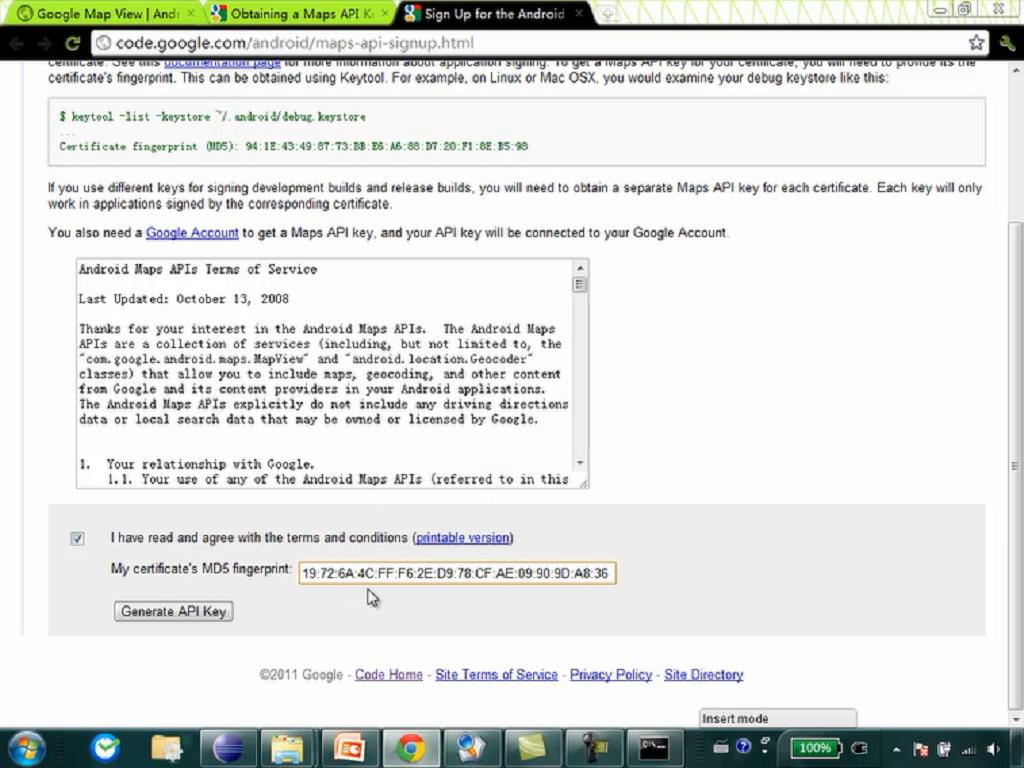 Google Map View | Andr
Obtaining a Maps API K
Sign Up for the Android
code.google.com/android/maps-api-signup.html
certificate. See this documentation page for more information about application signing. To get a Maps API key for your certificate, you will need to provide its the
certificate's fingerprint. This can be obtained using Keytool. For example, on Linux or Mac OSX, you would examine your debug keystore like this:
$ keytool -list -keystore ~/.android/debug.keystore
...
Certificate fingerprint (MD5): 94:1E:43:49:87:73:BB:E6:A6:88:D7:20:F1:8E:B5:98
If you use different keys for signing development builds and release builds, you will need to obtain a separate Maps API key for each certificate. Each key will only
work in applications signed by the corresponding certificate.
You also need a Google Account to get a Maps API key, and your API key will be connected to your Google Account.
Android Maps APIs Terms of Service
Last Updated: October 13, 2008
Thanks for your interest in the Android Maps APIs. The Android Maps
APIs are a collection of services (including, but not limited to, the
"com.google.android.maps.MapView" and "android.location.Geocoder"
classes) that allow you to include maps, geocoding, and other content
from Google and its content providers in your Android applications.
The Android Maps APIs explicitly do not include any driving directions
data or local search data that may be owned or licensed by Google.
1. Your relationship with Google.
1.1. Your use of any of the Android Maps APIs (referred to in this
I have read and agree with the terms and conditions (printable version)
My certificate's MD5 fingerprint: 19:72:6A:4C:FF:F6:2E:D9:78:CF:AE:09:90:9D:A8:36
Generate API Key
©2011 Google - Code Home - Site Terms of Service - Privacy Policy - Site Directory
Insert mode
100%